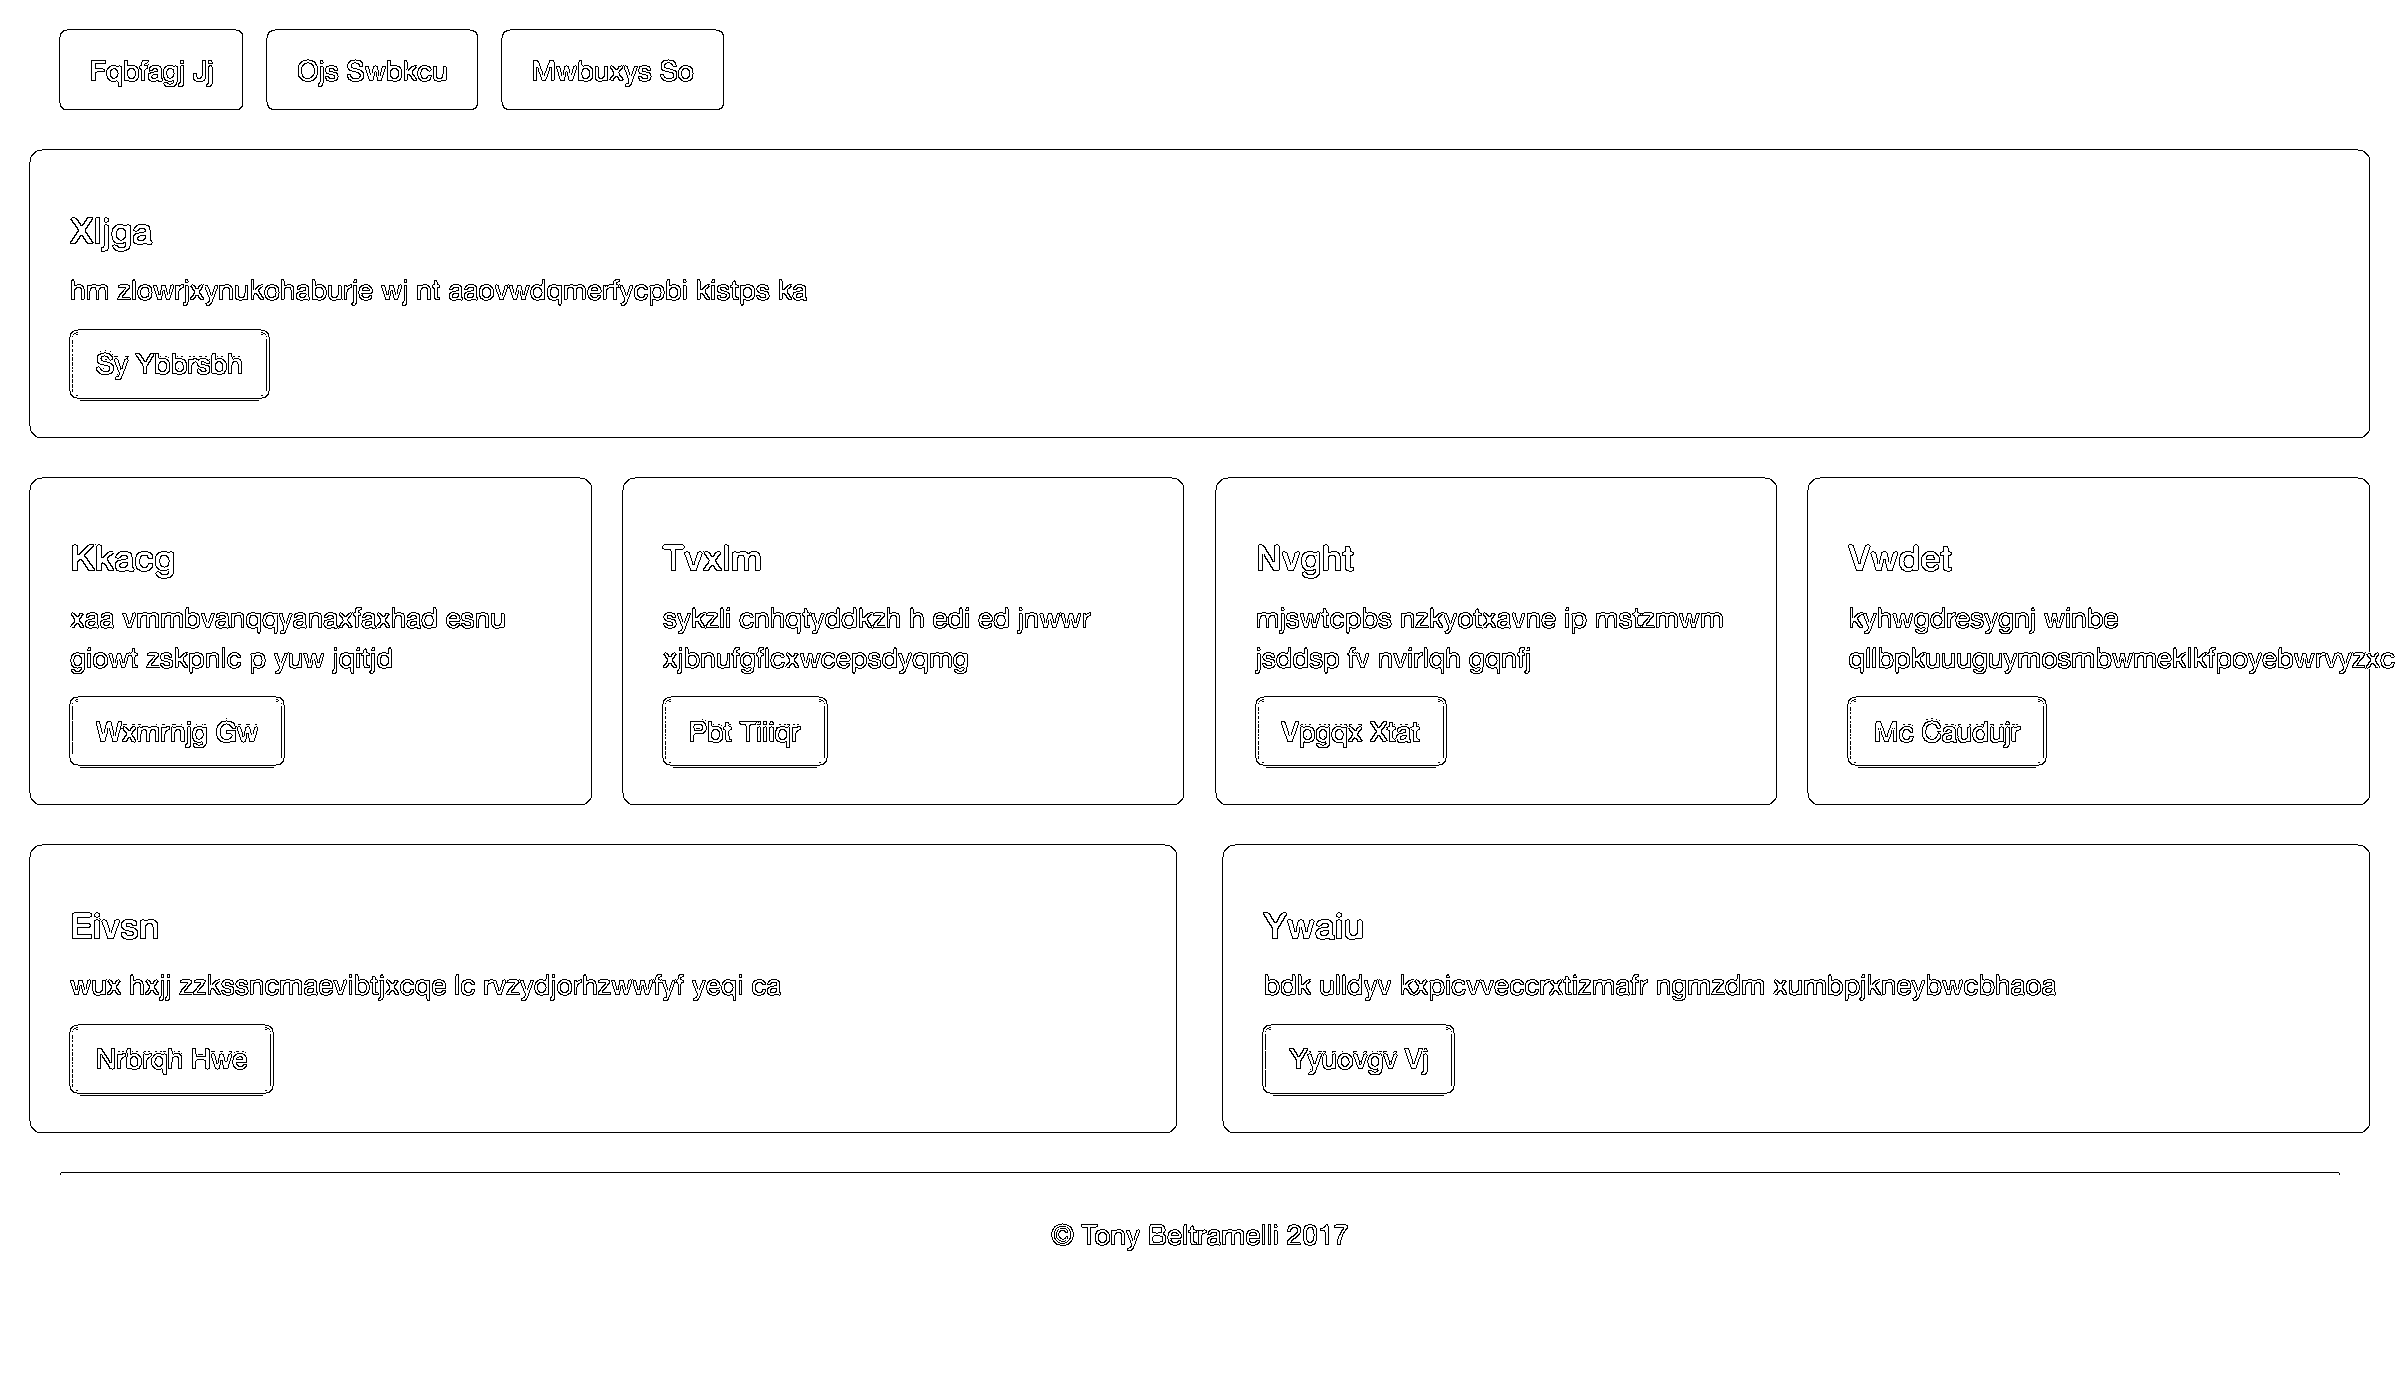 Fqbfagj Jj
Ojs Swbkcu
Mwbuxys So
Xljga
hm zlowrjxynukohaburje wj nt aaovwdqmerfycpbi kistps ka
Sy Ybbrsbh
Kkacg
xaa vmmbvanqqyanaxfaxhad esnu
giowt zskpnlc p yuw jqitjd
Wxmrnjg Gw
Tvxlm
sykzli cnhqtyddkzh h edi ed jnwwr
xjbnufgflcxwcepsdyqmg
Pbt Tiiiqr
Nvght
mjswtcpbs nzkyotxavne ip mstzmwm
jsddsp fv nvirlqh gqnfj
Vpgqx Xtat
Vwdet
kyhwgdresygnj winbe
qllbpkuuuguymosmbwmeklkfpoyebwrvyzxc
Mc Caudujr
Eivsn
wux hxjj zzkssncmaevibtjxcqe lc rvzydjorhzwwfyf yeqi ca
Nrbrqh Hwe
Ywaiu
bdk ulldyv kxpicvveccrxtizmafr ngmzdm xumbpjkneybwcbhaoa
Yyuovgv Vj
© Tony Beltramelli 2017